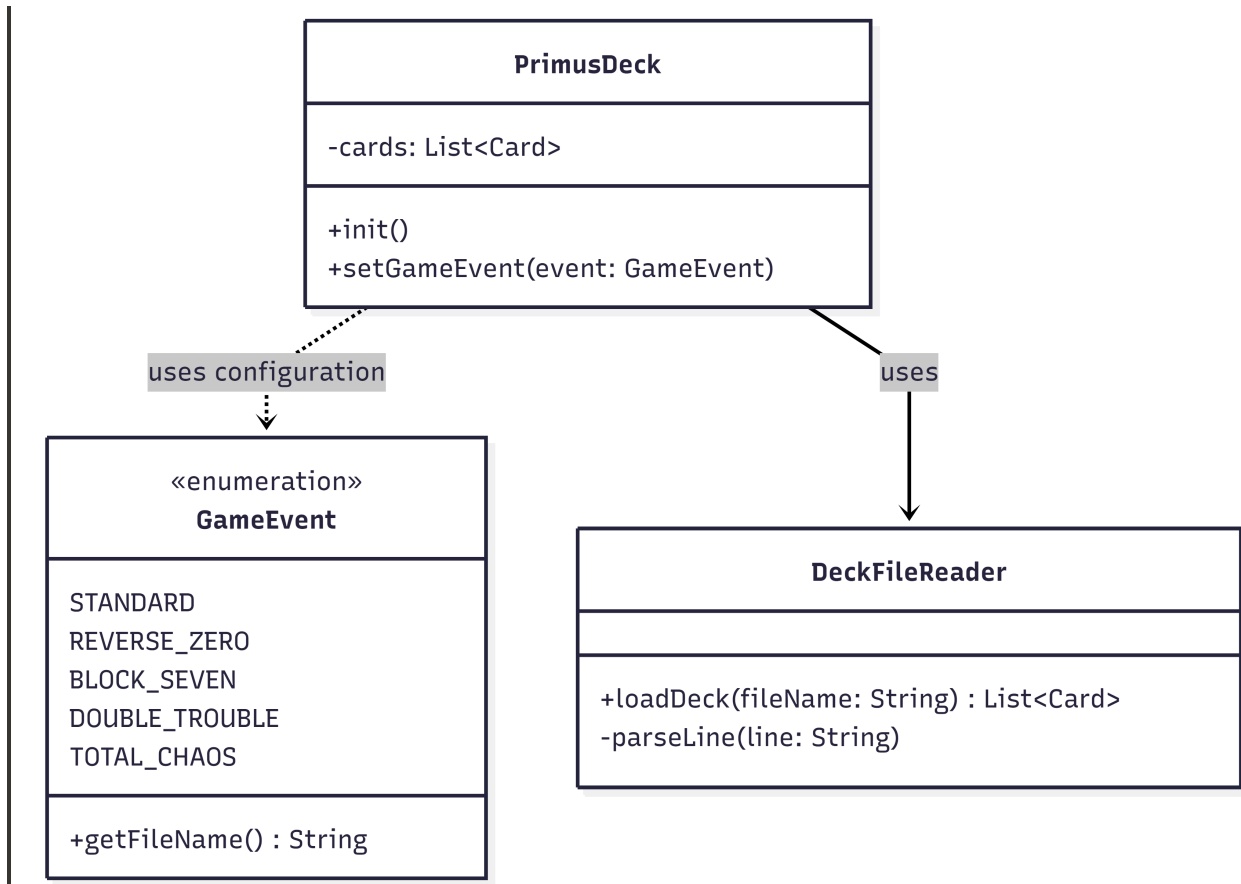 PrimusDeck
-cards: List<Card>
+init()
+setGameEvent(event: GameEvent)
uses configuration
uses
«enumeration»
GameEvent
STANDARD
REVERSE_ZERO
BLOCK_SEVEN
DOUBLE_TROUBLE
TOTAL_CHAOS
+getFileName() : String
DeckFileReader
+loadDeck(fileName: String) : List<Card>
-parseLine(line: String)